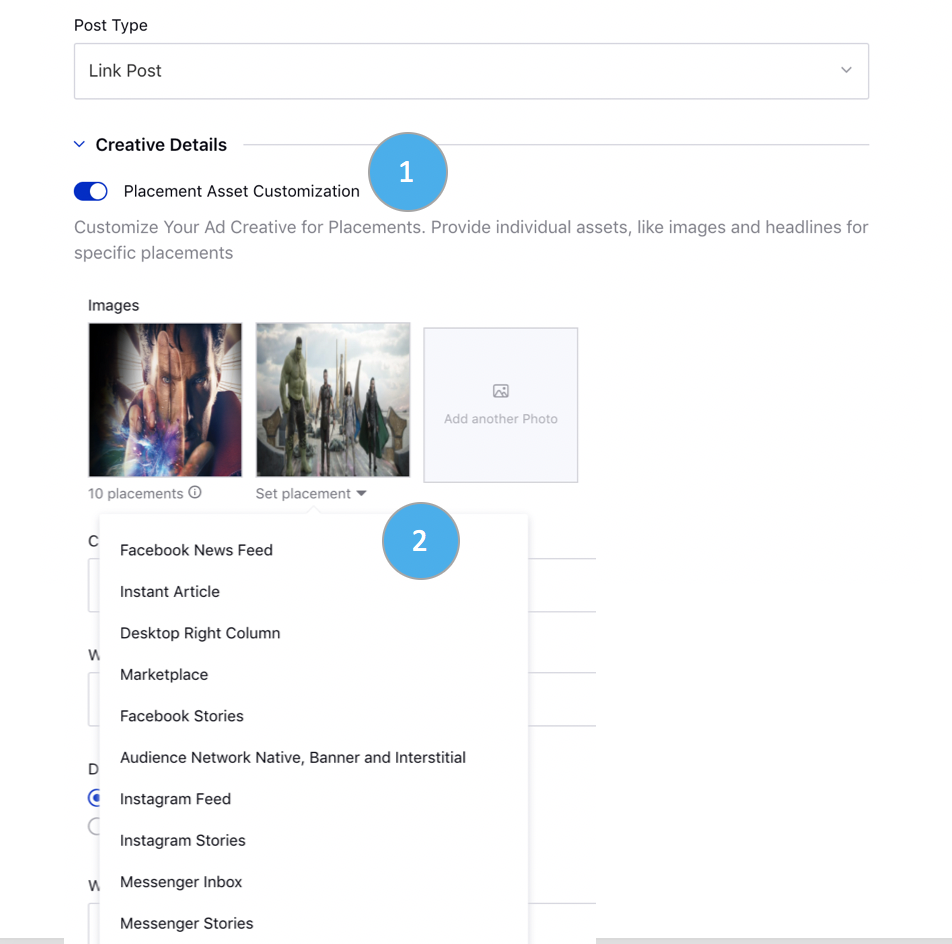 Post Type
Link Post
Creative Details
1
Placement Asset Customization
Customize Your Ad Creative for Placements. Provide individual assets, like images and headlines for
specific placements
Images
Add another Photo
10 placements
Set placement
2
C
Facebook News Feed
Instant Article
Desktop Right Column
W
Marketplace
Facebook Stories
Audience Network Native, Banner and Interstitial
D
Instagram Feed
Instagram Stories
W
Messenger Inbox
Messenger Stories